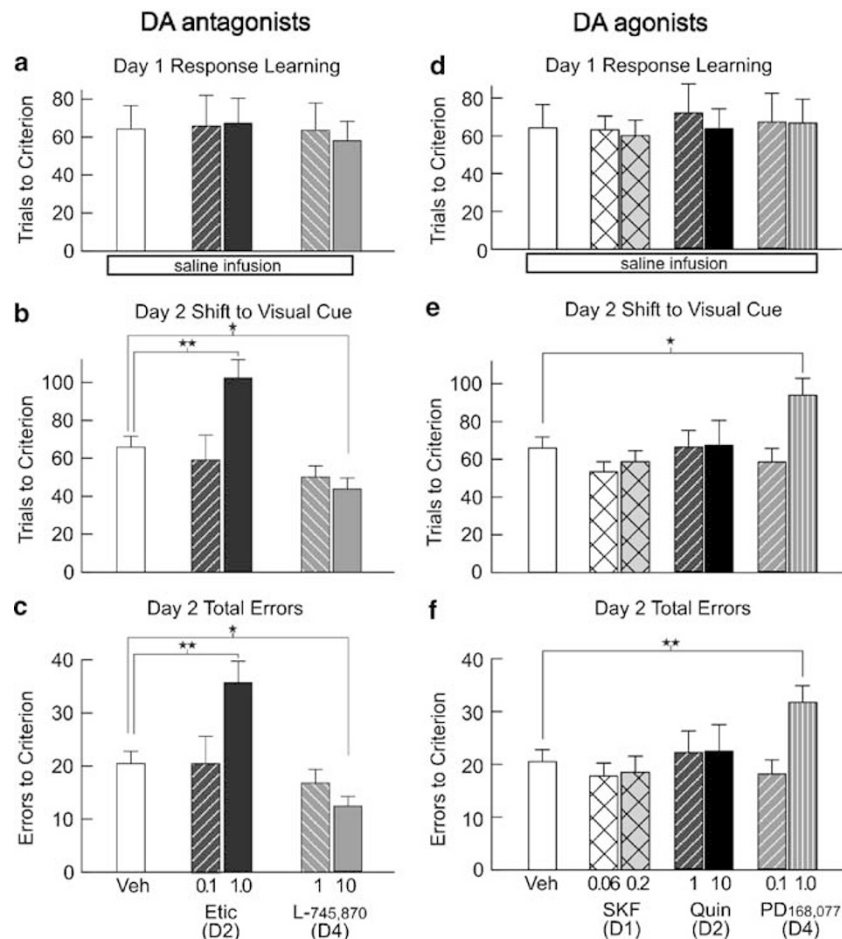 DA antagonists
a
Day 1 Response Learning
Trials to Criterion
80
60
40
20
0
saline infusion
b
Day 2 Shift to Visual Cue
★
★★
Trials to Criterion
100
80
60
40
20
0
c
Day 2 Total Errors
★
★★
Errors to Criterion
40
30
20
10
0
Veh 0.1 1.0 1 10
Etic L-745,870
(D2) (D4)
DA agonists
d
Day 1 Response Learning
Trials to Criterion
80
60
40
20
0
saline infusion
e
Day 2 Shift to Visual Cue
★
Trials to Criterion
100
80
60
40
20
0
f
Day 2 Total Errors
★★
Errors to Criterion
40
30
20
10
0
Veh 0.06 0.2 1 10 0.1 1.0
SKF Quin PD168,077
(D1) (D2) (D4)